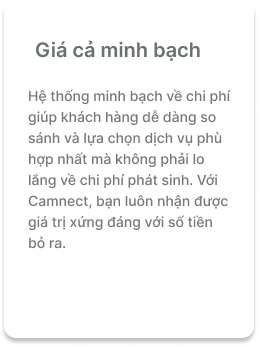 Giá cả minh bạch
Hệ thống minh bạch về chi phí
giúp khách hàng dễ dàng so
sánh và lựa chọn dịch vụ phù
hợp nhất mà không phải lo
lắng về chi phí phát sinh. Với
Camnect, bạn luôn nhận được
giá trị xứng đáng với số tiền
bỏ ra.